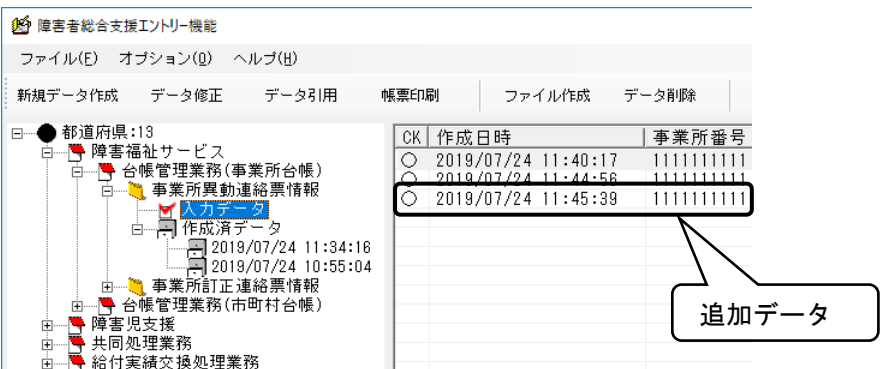 障害者総合支援エントリー機能
ファイル(F) オプション(O) ヘルプ(H)
新規データ作成 データ修正 データ引用 帳票印刷 ファイル作成 データ削除
都道府県:13
障害福祉サービス
台帳管理業務(事業所台帳)
事業所異動連絡票情報
入力データ
作成済データ
2019/07/24 11:34:16
2019/07/24 10:55:04
事業所訂正連絡票情報
台帳管理業務(市町村台帳)
障害児支援
共同処理業務
給付実績交換処理業務
CK 作成日時 事業所番号
○ 2019/07/24 11:40:17 1111111111
○ 2019/07/24 11:44:56 1111111111
○ 2019/07/24 11:45:39 1111111111
追加データ